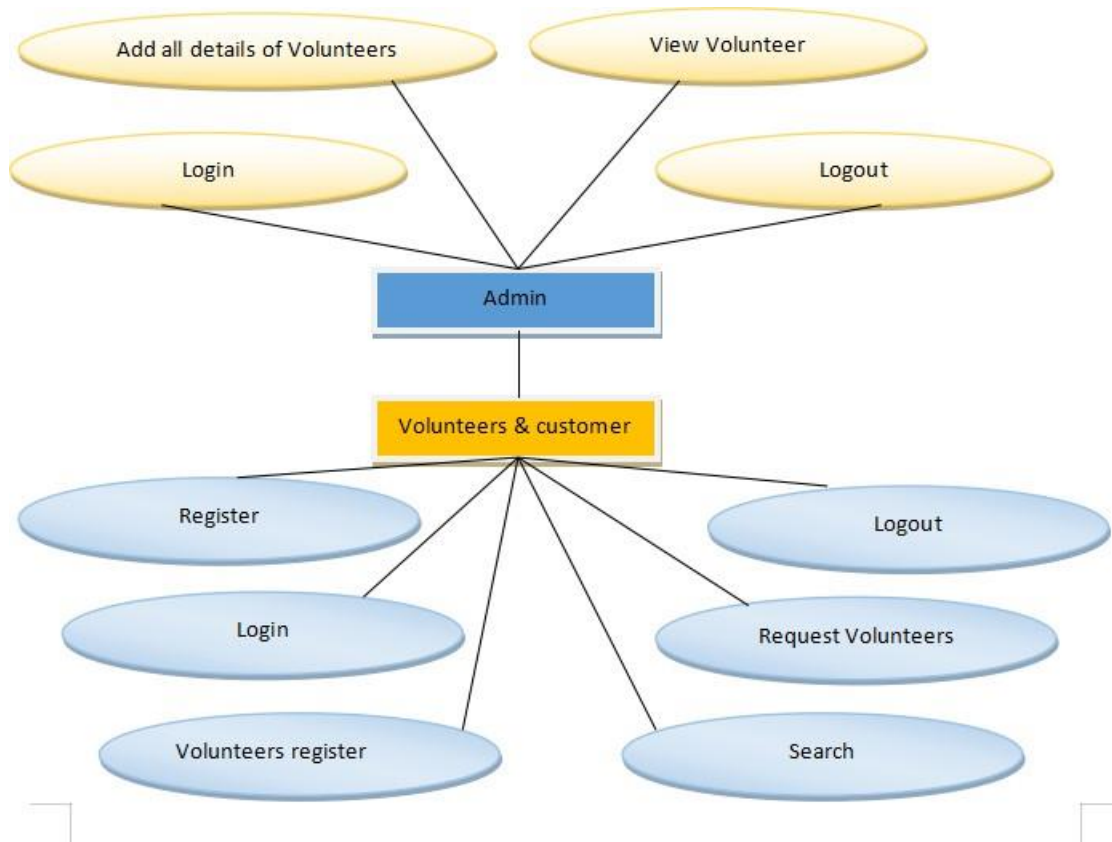 Add all details of Volunteers
View Volunteer
Login
Logout
Admin
Volunteers & customer
Register
Logout
Login
Request Volunteers
Volunteers register
Search